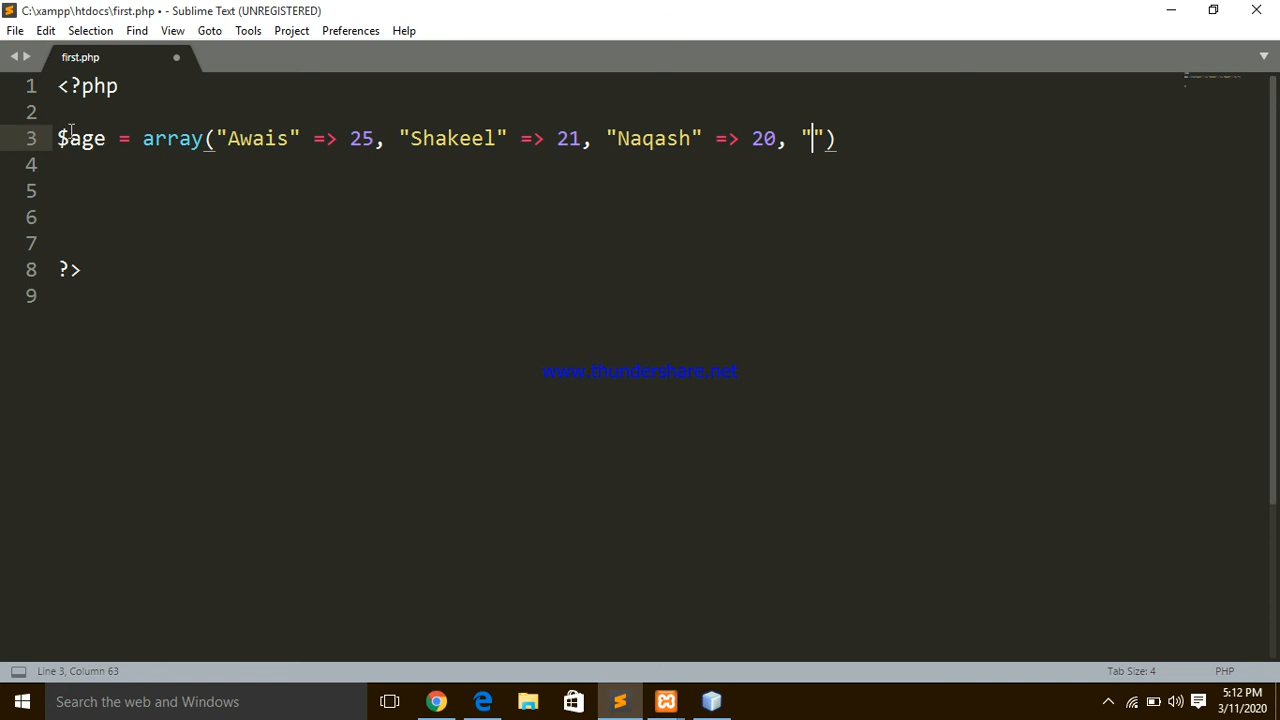 C:\xampp\htdocs\first.php • - Sublime Text (UNREGISTERED)
File Edit Selection Find View Goto Tools Project Preferences Help
first.php
1 <?php
2
3 $age = array("Awais" => 25, "Shakeel" => 21, "Naqash" => 20, "")
4
5
6
7
8 ?>
9
www.thundershare.net
Line 3, Column 63 Tab Size: 4 PHP
Search the web and Windows
5:12 PM
3/11/2020